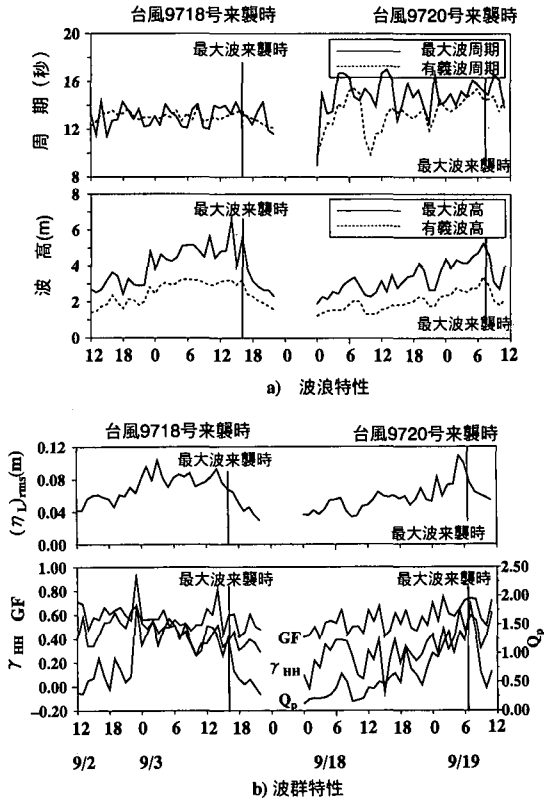 a)
台風9718号来襲時 台風9720号来襲時
周 期 (秒)
20
16
12
8
最大波来襲時
最大波周期
有義波周期
最大波来襲時
波 高(m)
8
6
4
2
0
最大波来襲時
最大波高
有義波高
最大波来襲時
12 18 0 6 12 18 0 0 6 12 18 0 6 12
a) 波浪特性
台風9718号来襲時 台風9720号来襲時
(η L)rms(m)
0.12
0.08
0.04
0.00
最大波来襲時
最大波来襲時
γHH GF
1.00
0.80
0.60
0.40
0.20
0.00
−0.20
最大波来襲時
最大波来襲時
GF
γHH
Qp
2.50
2.00
1.50
1.00
0.50
0.00
Qp
12 18 0 6 12 18 0 0 6 12 18 0 6 12
9/2 9/3 9/18 9/19
b) 波群特性